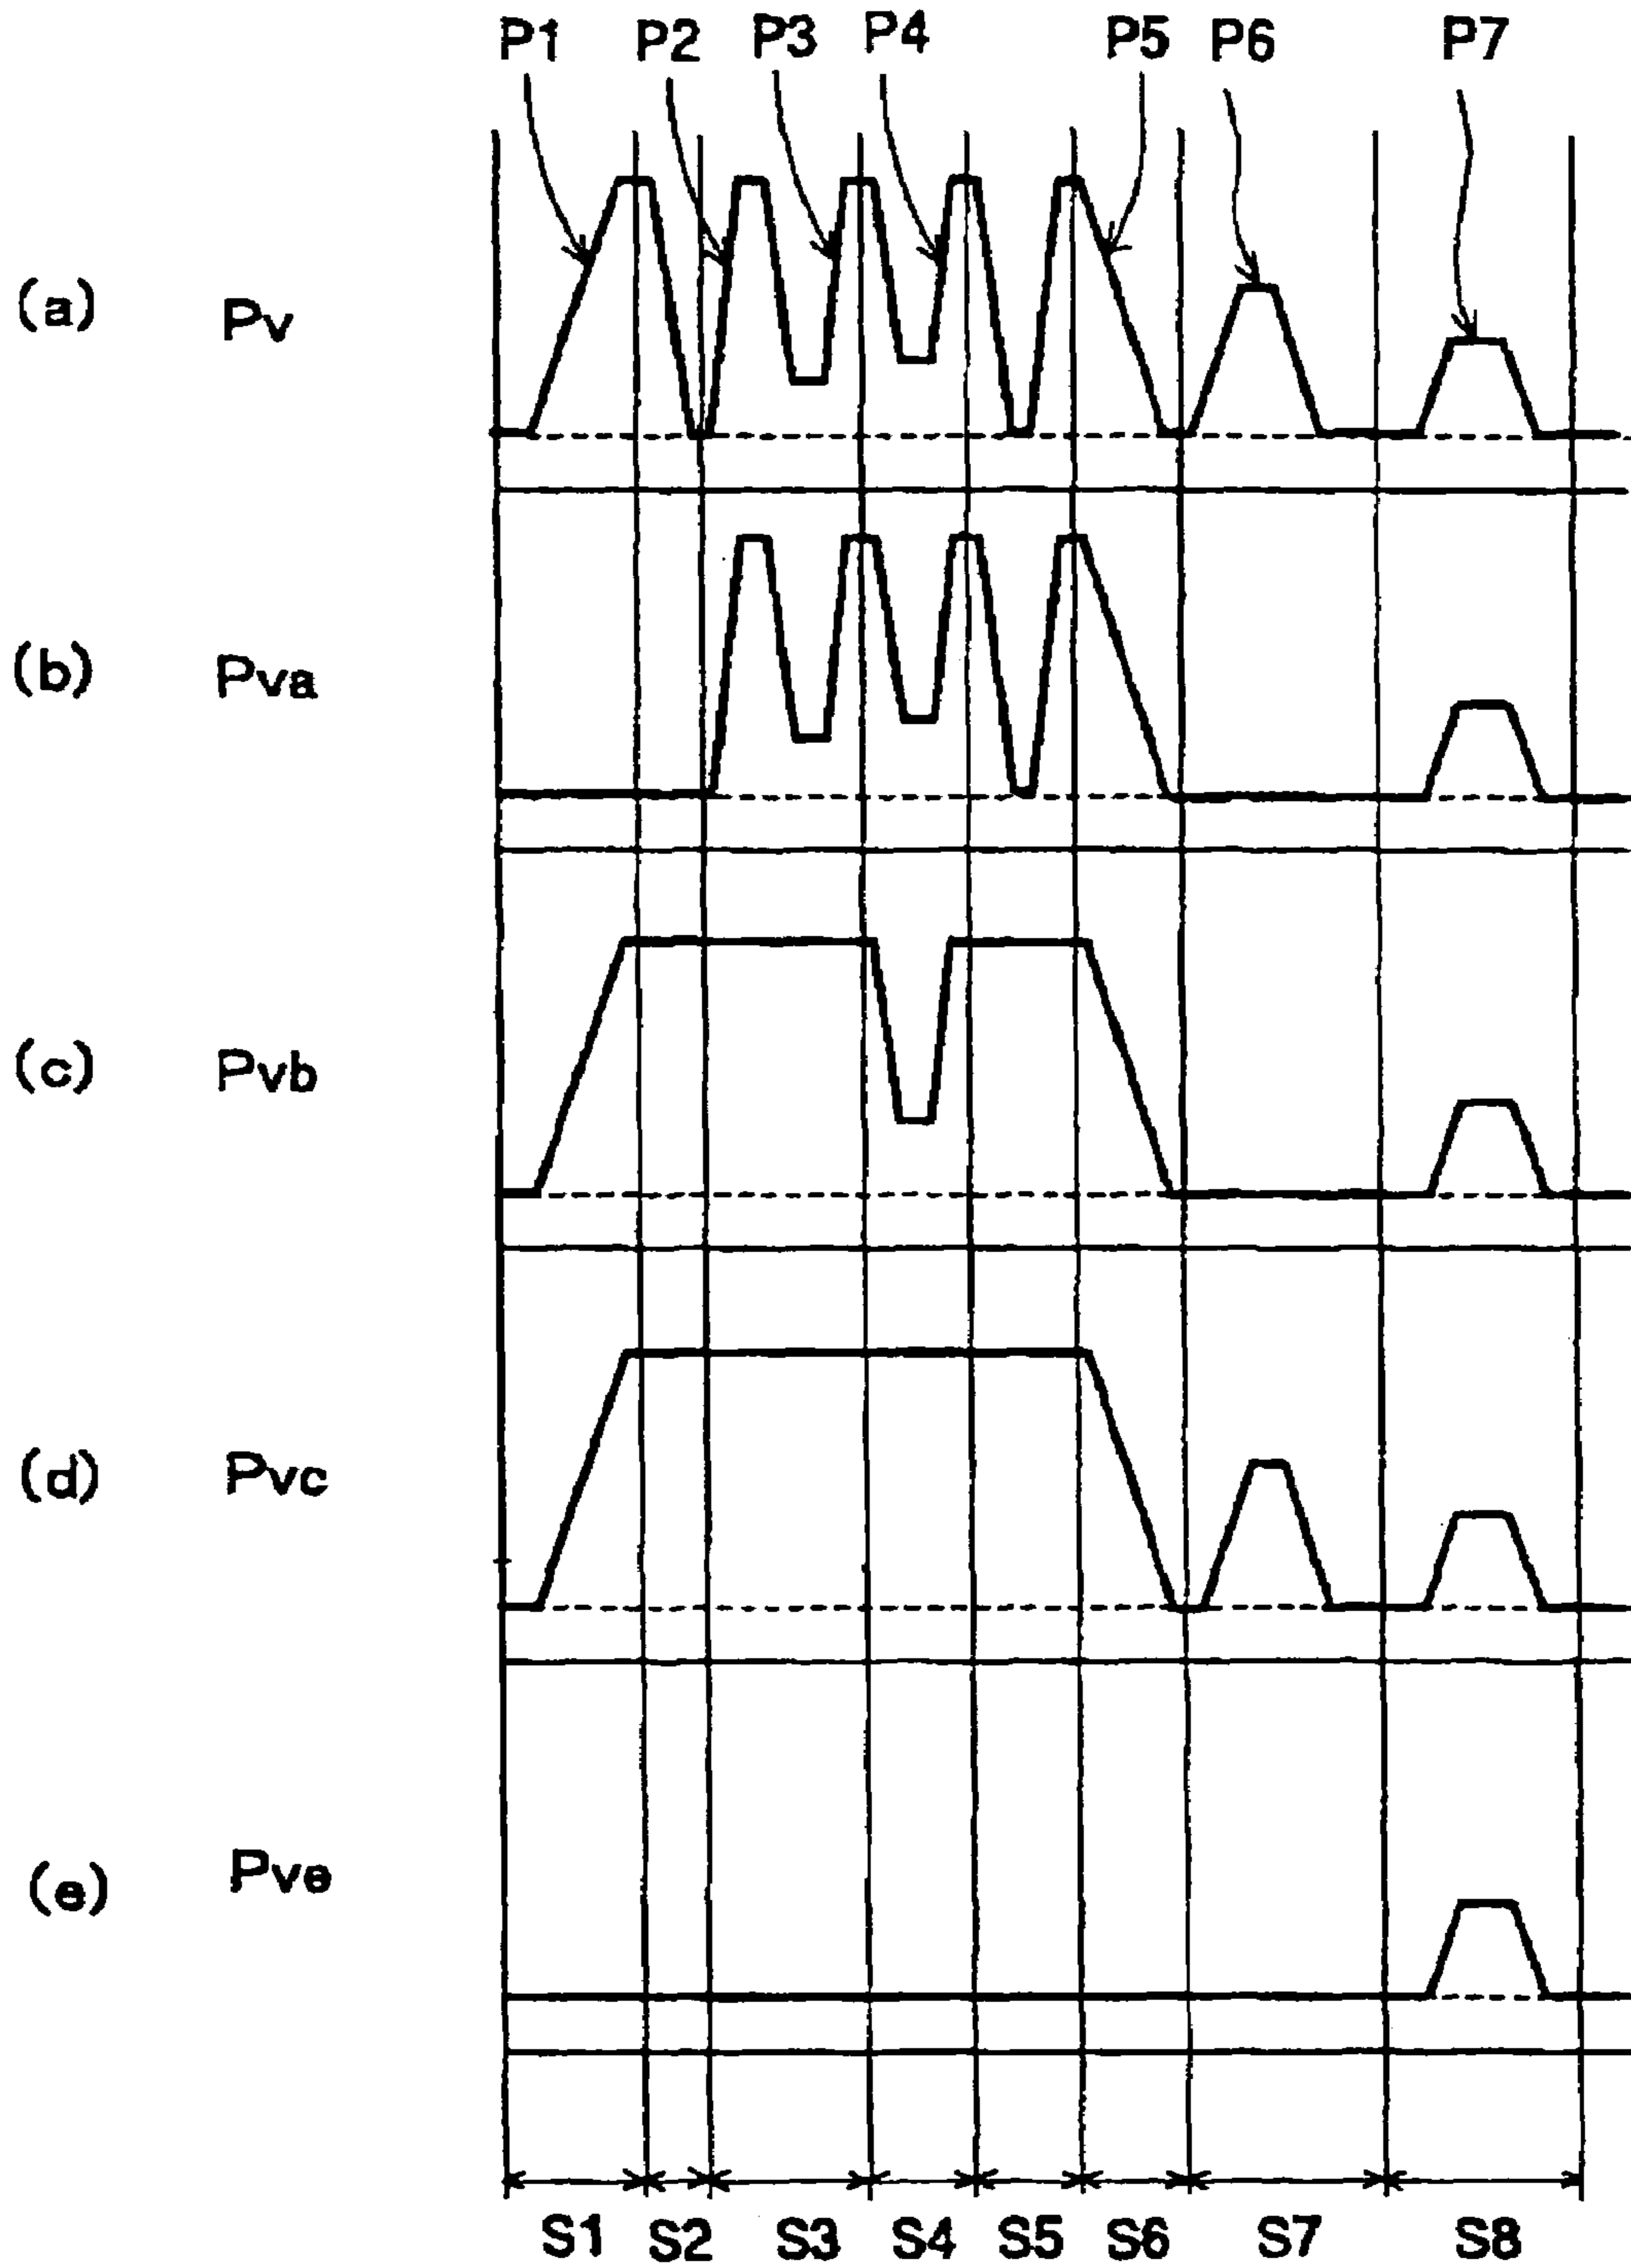 P1 P2 P3 P4 P5 P6 P7
(a) Pv
(b) Pva
(c) Pvb
(d) Pvc
(e) Pve
S1 S2 S3 S4 S5 S6 S7 S8